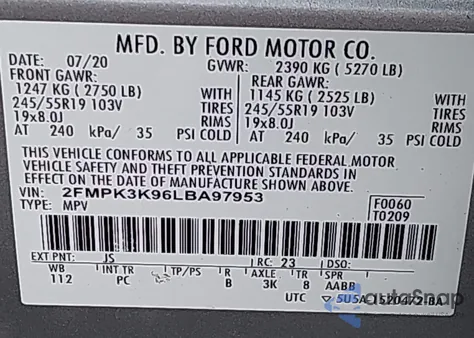 MFD. BY FORD MOTOR CO.
DATE: 07/20 GVWR: 2390 KG ( 5270 LB)
FRONT GAWR: REAR GAWR:
1247 KG ( 2750 LB) WITH 1145 KG ( 2525 LB) WITH
245/55R19 103V TIRES 245/55R19 103V TIRES
19x8.0J RIMS 19x8.0J RIMS
AT 240 kPa/ 35 PSI COLD AT 240 kPa/ 35 PSI COLD
THIS VEHICLE CONFORMS TO ALL APPLICABLE FEDERAL MOTOR
VEHICLE SAFETY AND THEFT PREVENTION STANDARDS IN
EFFECT ON THE DATE OF MANUFACTURE SHOWN ABOVE.
VIN: 2FMPK3K96LBA97953 F0060
TYPE: MPV T0209
EXT PNT: JS RC: 23 DSO:
WB INT TR TP/PS R AXLE TR SPR
112 PC B 3K 8 AABB
UTC 5U5A-1520472-BA
autoSnap